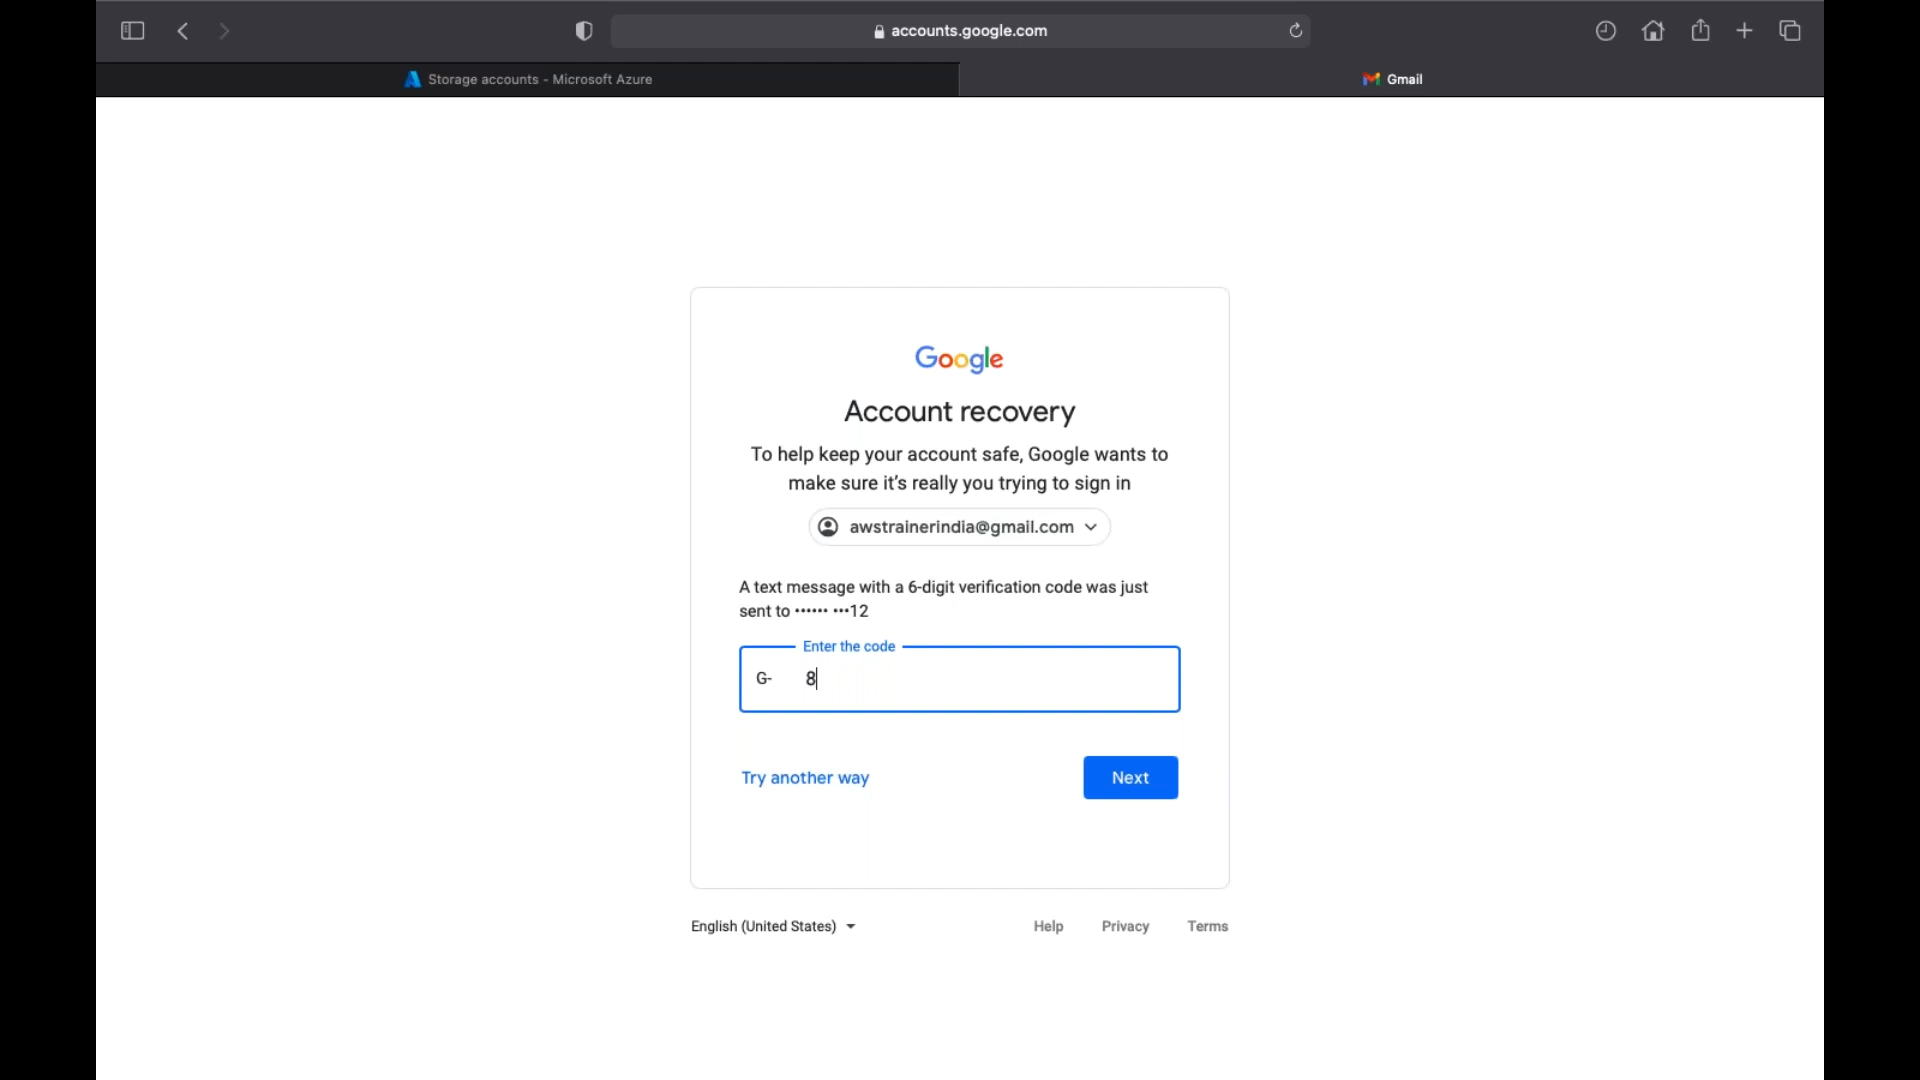 accounts.google.com
Storage accounts - Microsoft Azure
Gmail
Google
Account recovery
To help keep your account safe, Google wants to
make sure it's really you trying to sign in
awstrainerindia@gmail.com
A text message with a 6-digit verification code was just
sent to •••••• •••12
Enter the code
G- 8
Try another way
Next
English (United States)
Help
Privacy
Terms